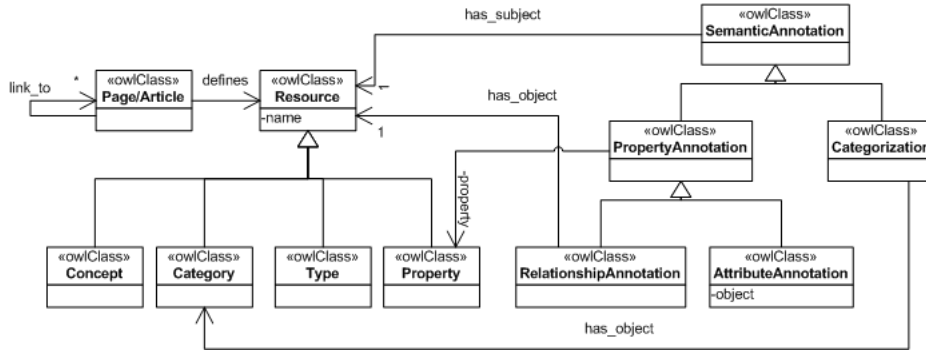 has_subject
«owlClass»
SemanticAnnotation
link_to
*
«owlClass»
Page/Article
defines
«owlClass»
Resource
-name
1
1
has_object
«owlClass»
PropertyAnnotation
«owlClass»
Categorization
-property
«owlClass»
Concept
«owlClass»
Category
«owlClass»
Type
«owlClass»
Property
«owlClass»
RelationshipAnnotation
«owlClass»
AttributeAnnotation
-object
has_object